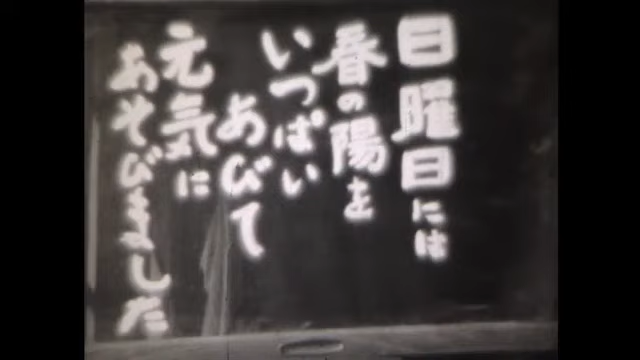 日曜日には
春の陽を
いっぱい
あびて
元気に
あそびました